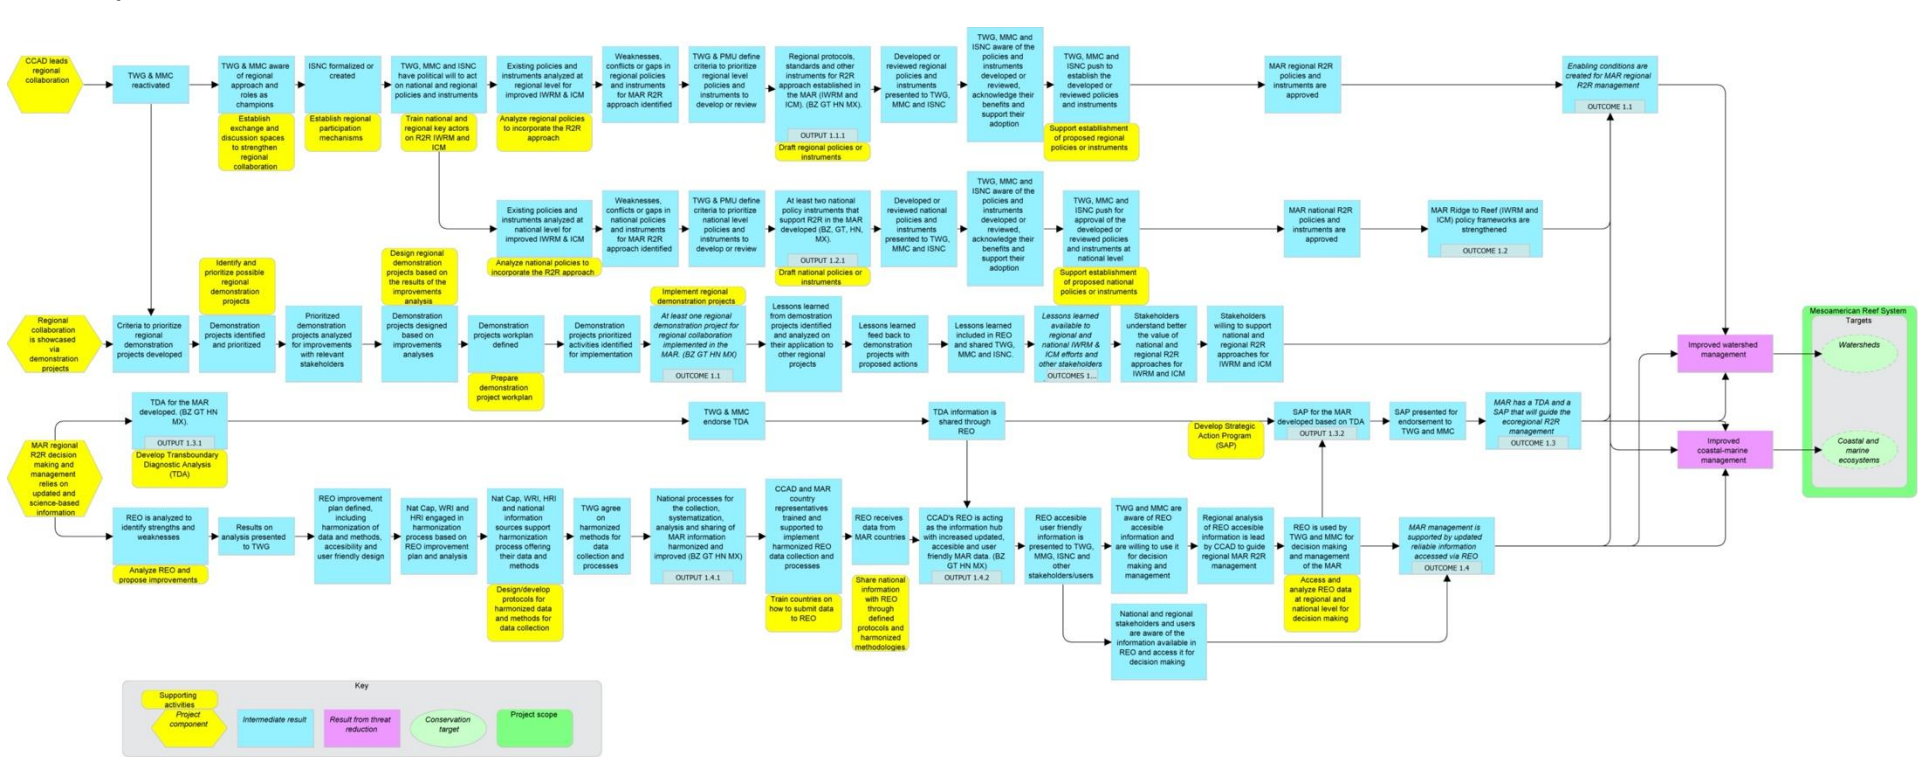 CCAD leads
regional
collaboration
TWG & MMC
reactivated
TWG & MMC aware
of regional
approach and
roles as
champions
Establish
exchange and
discussion spaces
to strengthen
regional
collaboration
ISNC formalized or
created
Establish regional
participation
mechanisms
TWG, MMC and ISNC
have political will to act
on national and regional
policies and instruments
Train national and
regional key actors
on R2R IWRM and
ICM
Existing policies and
instruments analyzed at
regional level for
improved IWRM & ICM
Analyze regional policies
to incorporate the R2R
approach
Weaknesses,
conflicts or gaps in
regional policies
and instruments
for MAR R2R
approach identified
TWG & PMU define
criteria to prioritize
regional level
policies and
instruments to
develop or review
Regional protocols,
standards and other
instruments for R2R
approach established in
the MAR (IWRM and
ICM). (BZ GT HN MX).
OUTPUT 1.1.1
Draft regional policies or
instruments
Developed or
reviewed regional
policies and
instruments
presented to TWG,
MMC and ISNC
TWG, MMC and
ISNC aware of the
policies and
instruments
developed or
reviewed,
acknowledge their
benefits and
support their
adoption
TWG, MMC and
ISNC push to
establish the
developed or
reviewed policies
and instruments
Support establlishment
of proposed regional
policies or instruments
MAR regional R2R
policies and
instruments are
approved
Enabling conditions are
created for MAR regional
R2R management
OUTCOME 1.1
Existing policies and
instruments analyzed at
national level for
improved IWRM & ICM
Analyze national policies to
incorporate the R2R approach
Weaknesses,
conflicts or gaps in
national policies
and instruments
for MAR R2R
approach identified
TWG & PMU define
criteria to prioritize
national level
policies and
instruments to
develop or review
At least two national
policy instruments that
support R2R in the MAR
developed (BZ, GT, HN,
MX).
OUTPUT 1.2.1
Draft national policies or
instruments
Developed or
reviewed national
policies and
instruments
presented to TWG,
MMC and ISNC
TWG, MMC and
ISNC aware of the
policies and
instruments
developed or
reviewed,
acknowledge their
benefits and
support their
adoption
TWG, MMC and
ISNC push for
approval of the
developed or
reviewed policies
and instruments at
national level
Support establishment
of proposed national
policies or instruments
MAR national R2R
policies and
instruments are
approved
MAR Ridge to Reef (IWRM
and ICM) policy frameworks are
strengthened
OUTCOME 1.2
Regional
collaboration
is showcased
via
demonstration
projects
Criteria to prioritize
regional
demonstration
projects developed
Identify and
prioritize possible
regional
demonstration
projects
Demonstration
projects identified
and prioritized
Prioritized
demonstration
projects analyzed
for improvements
with relevant
stakeholders
Design regional
demonstration
projects based on
the results of the
improvements
analysis
Demonstration
projects designed
based on
improvements
analyses
Demonstration
projects workplan
defined
Prepare
demonstration
project workplan
Demonstration
projects prioritized
activities identified
for implementation
Implement regional
demonstration projects
At least one regional
demonstration project for
regional collaboration
implemented in the
MAR. (BZ GT HN MX)
OUTCOME 1.1
Lessons learned
from demostration
projects identified
and analyzed on
their application to
other regional
projects
Lessons learned
feed back to
demonstration
projects with
proposed actions
Lessons learned
included in REO
and shared TWG,
MMC and ISNC.
Lessons learned
available to
regional and
national IWRM &
ICM efforts and
other stakeholders
OUTCOMES 1...
Stakeholders
understand better
the value of
national and
regional R2R
approaches for
IWRM and ICM
Stakeholders
willing to support
national and
regional R2R
approaches for
IWRM and ICM
Improved watershed
management
Mesoamerican Reef System
Targets
Watersheds
MAR regional
R2R decision
making and
management
relies on
updated and
science-based
information
TDA for the MAR
developed. (BZ GT HN
MX).
OUTPUT 1.3.1
Develop Transboundary
Diagnostic Analysis
(TDA)
TWG & MMC
endorse TDA
TDA information is
shared through
REO
Develop Strategic
Action Program
(SAP)
SAP for the MAR
developed based on TDA
OUTPUT 1.3.2
SAP presented for
endorsement to
TWG and MMC
MAR has a TDA and a
SAP that will guide the
ecoregional R2R
management
OUTCOME 1.3
Improved
coastal-marine
management
Coastal and
marine
ecosystems
REO is analyzed to
identify strengths and
weaknesses
Analyze REO and
propose improvements
Results on
analysis presented
to TWG
REO improvement
plan defined,
including
harmonization of
data and methods,
accesibility and
user friendly design
Nat Cap, WRI and
HRI engaged in
harmonization
process based on
REO improvement
plan and analysis
Nat Cap, WRI, HRI
and national
information
sources support
harmonization
process offering
their data and
methods
Design/develop
protocols for
harmonized data
and methods for
data collection
TWG agree
on
harmonized
methods for
data
collection and
processes
National processes for
the collection,
systematization,
analysis and sharing of
MAR information
harmonized and
improved (BZ GT HN MX)
OUTPUT 1.4.1
CCAD and MAR
country
representatives
trained and
supported to
implement
harmonized REO
data collection and
processes
Train countries on
how to submit data
to REO
REO receives
data from
MAR countries
Share national
information
with REO
through
defined
protocols and
harmonized
methodologies.
CCAD's REO is acting
as the information hub
with increased updated,
accesible and user
friendly MAR data. (BZ
GT HN MX)
OUTPUT 1.4.2
REO accesible
user friendly
information is
presented to TWG,
MMG, ISNC and
other
stakeholders/users
TWG and MMC are
aware of REO
accesible
information and
are willing to use it
for decision
making and
management
Regional analysis
of REO accesible
information is
lead by CCAD to guide
regional MAR R2R
management
REO is used by
TWG and MMC for
decision making
and management
of the MAR
Access and
analyze REO data
at regional and
national level for
decision making
MAR management is
supported by updated
reliable information
accessed via REO
OUTCOME 1.4
National and regional
stakeholders and users
are aware of the
information available in
REO and access it for
decision making
Key
Supporting
activities
Project
component
Intermediate result
Result from threat
reduction
Conservation
target
Project scope